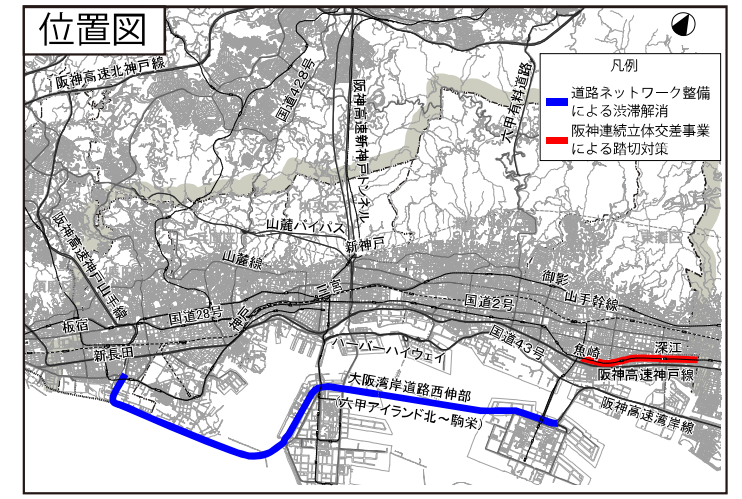 位置図
凡例
道路ネットワーク整備
による渋滞解消
阪神連続立体交差事業
による踏切対策
阪神高速北神戸線
国道428号
阪神高速新神戸トンネル
六甲有料道路
山麓バイパス
新神戸
山麓線
阪神高速神戸山手線
三宮
御影
山手幹線
国道2号
国道28号
神戸
板宿
新長田
国道43号
魚崎
深江
ハーバーハイウェイ
阪神高速神戸線
大阪湾岸道路西伸部
(六甲アイランド北~駒栄)
阪神高速湾岸線
東灘区